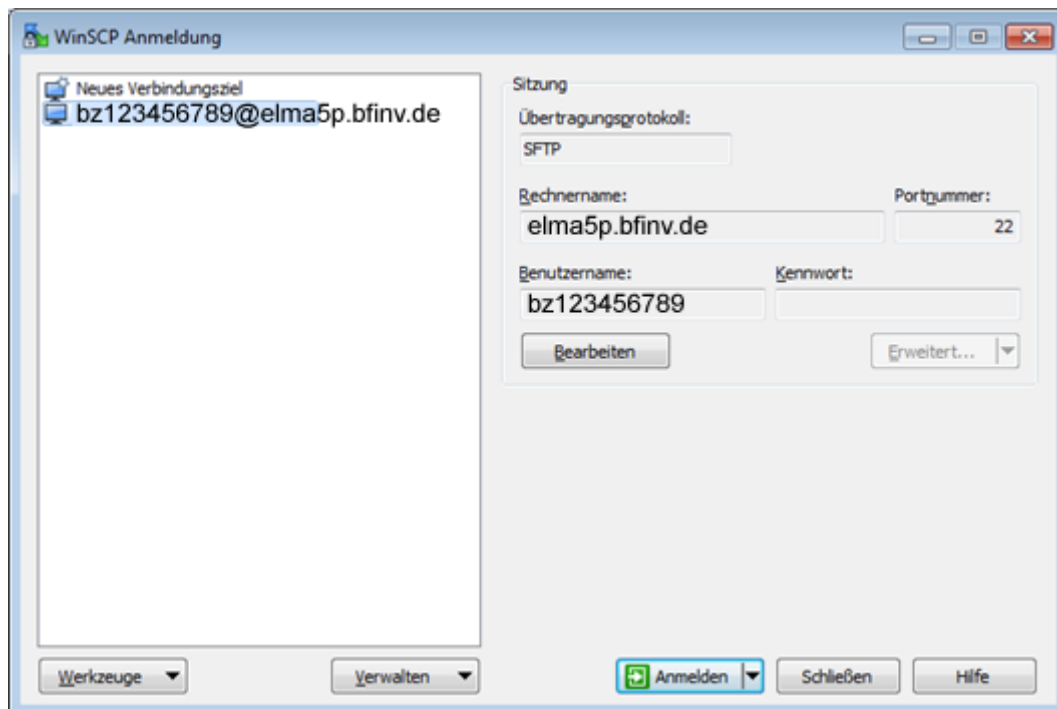 WinSCP Anmeldung
Neues Verbindungsziel
bz123456789@elma5p.bfinv.de
Sitzung
Übertragungsprotokoll:
SFTP
Rechnername:
Portnummer:
elma5p.bfinv.de
22
Benutzername:
Kennwort:
bz123456789
Bearbeiten
Erweitert...
Werkzeuge
Verwalten
Anmelden
Schließen
Hilfe